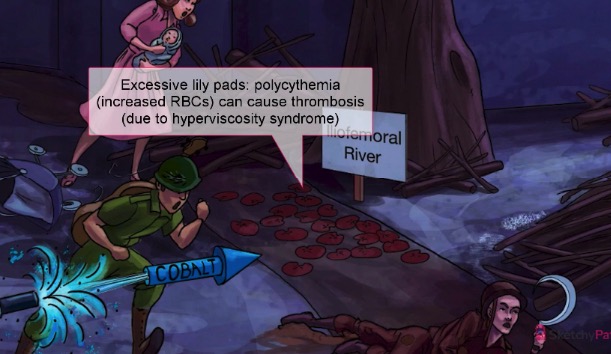 Excessive lily pads: polycythemia
(increased RBCs) can cause thrombosis
(due to hyperviscosity syndrome)
Iliofemoral
River
COBALT